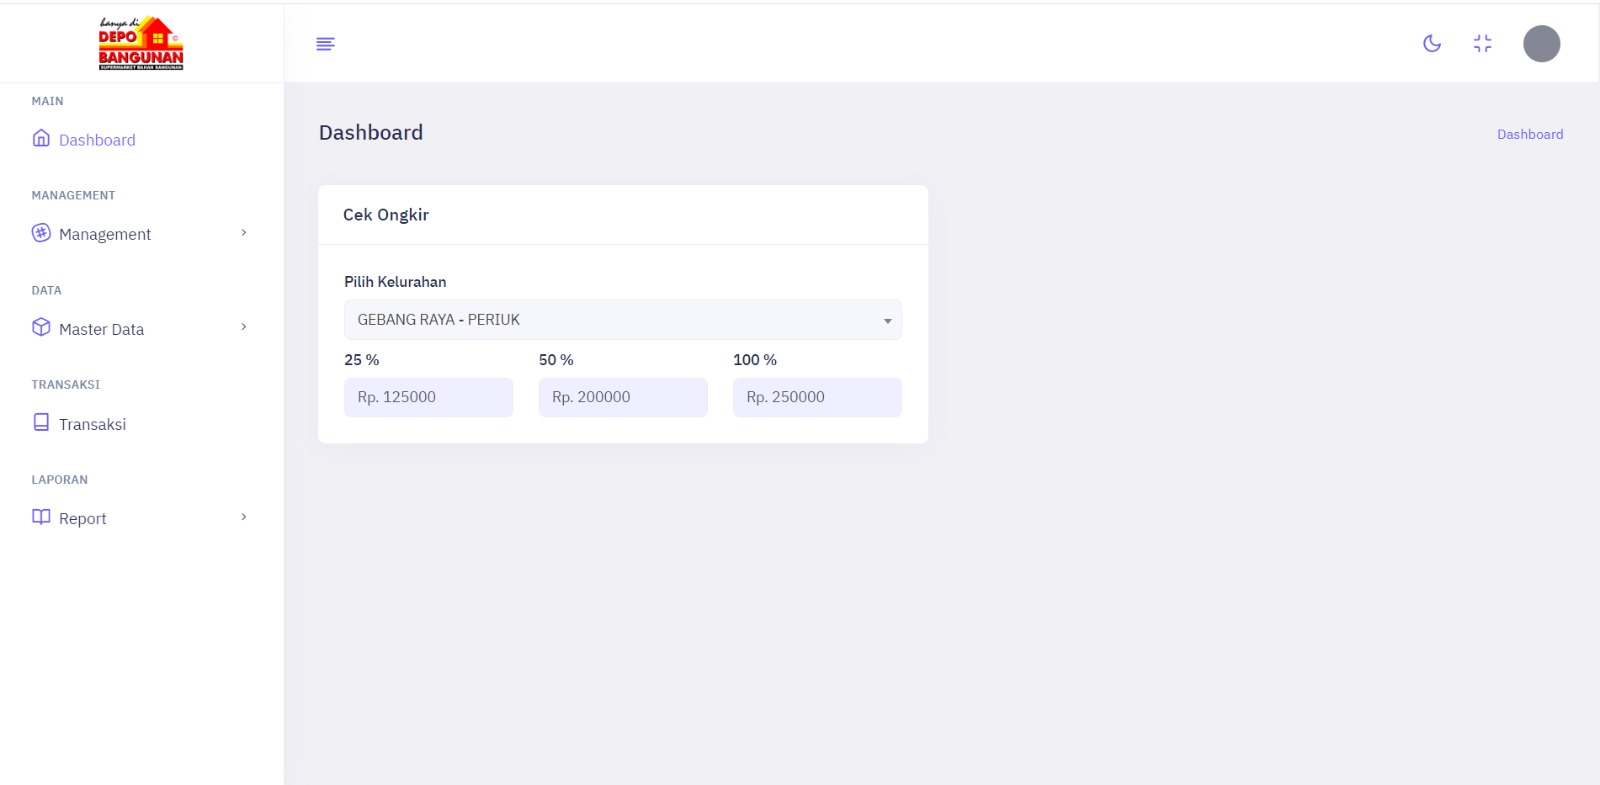 hanya di
DEPO
BANGUNAN
SUPERMARKET BAHAN BANGUNAN
MAIN
Dashboard
MANAGEMENT
Management
DATA
Master Data
TRANSAKSI
Transaksi
LAPORAN
Report
Dashboard
Dashboard
Cek Ongkir
Pilih Kelurahan
GEBANG RAYA - PERIUK
25 %
50 %
100 %
Rp. 125000
Rp. 200000
Rp. 250000